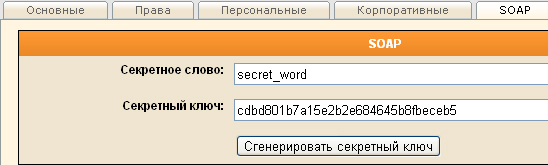 Основные Права Персональные Корпоративные SOAP
SOAP
Секретное слово: secret_word
Секретный ключ: cdbd801b7a15e2b2e684645b8fbeceb5
Сгенерировать секретный ключ